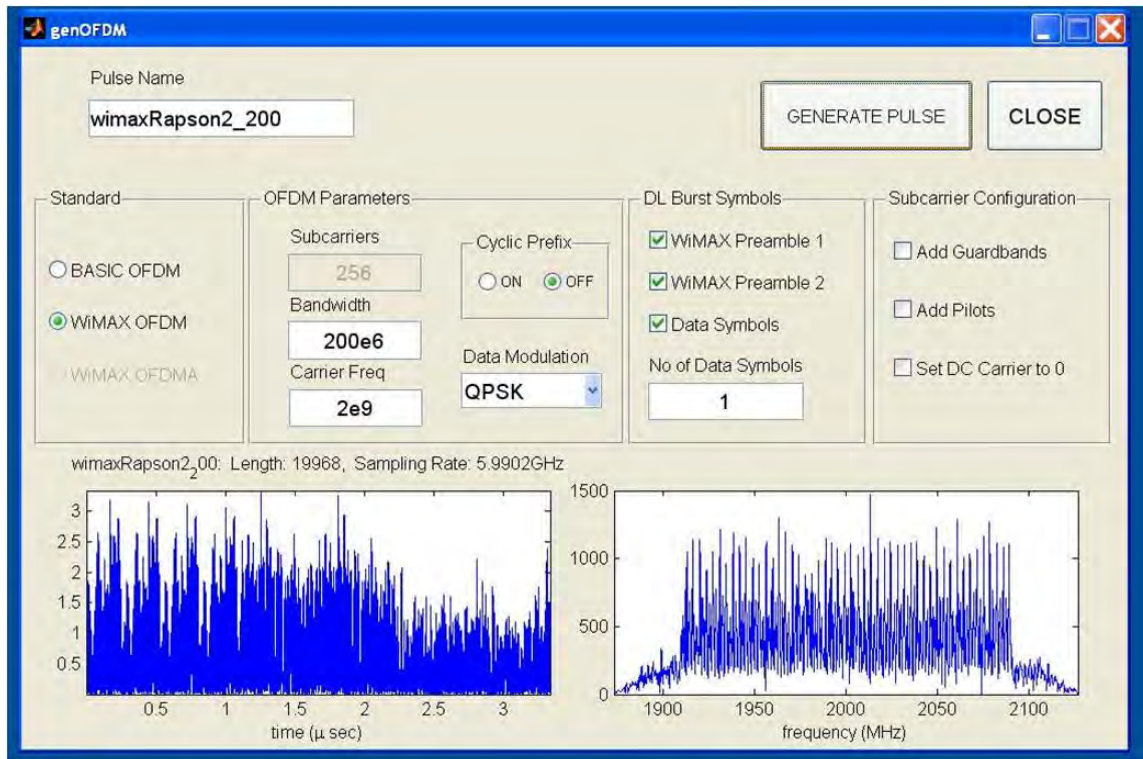 genOFDM
Pulse Name
wimaxRapson2_200
GENERATE PULSE
CLOSE
Standard
BASIC OFDM
WiMAX OFDM
WiMAX OFDMA
OFDM Parameters
Subcarriers
256
Bandwidth
200e6
Carrier Freq
2e9
Cyclic Prefix
ON
OFF
Data Modulation
QPSK
DL Burst Symbols
WiMAX Preamble 1
WiMAX Preamble 2
Data Symbols
No of Data Symbols
1
Subcarrier Configuration
Add Guardbands
Add Pilots
Set DC Carrier to 0
wimaxRapson2₂00: Length: 19968, Sampling Rate: 5.9902GHz
3
2.5
2
1.5
1
0.5
0.5 1 1.5 2 2.5 3
time (μ sec)
1500
1000
500
0
1900 1950 2000 2050 2100
frequency (MHz)